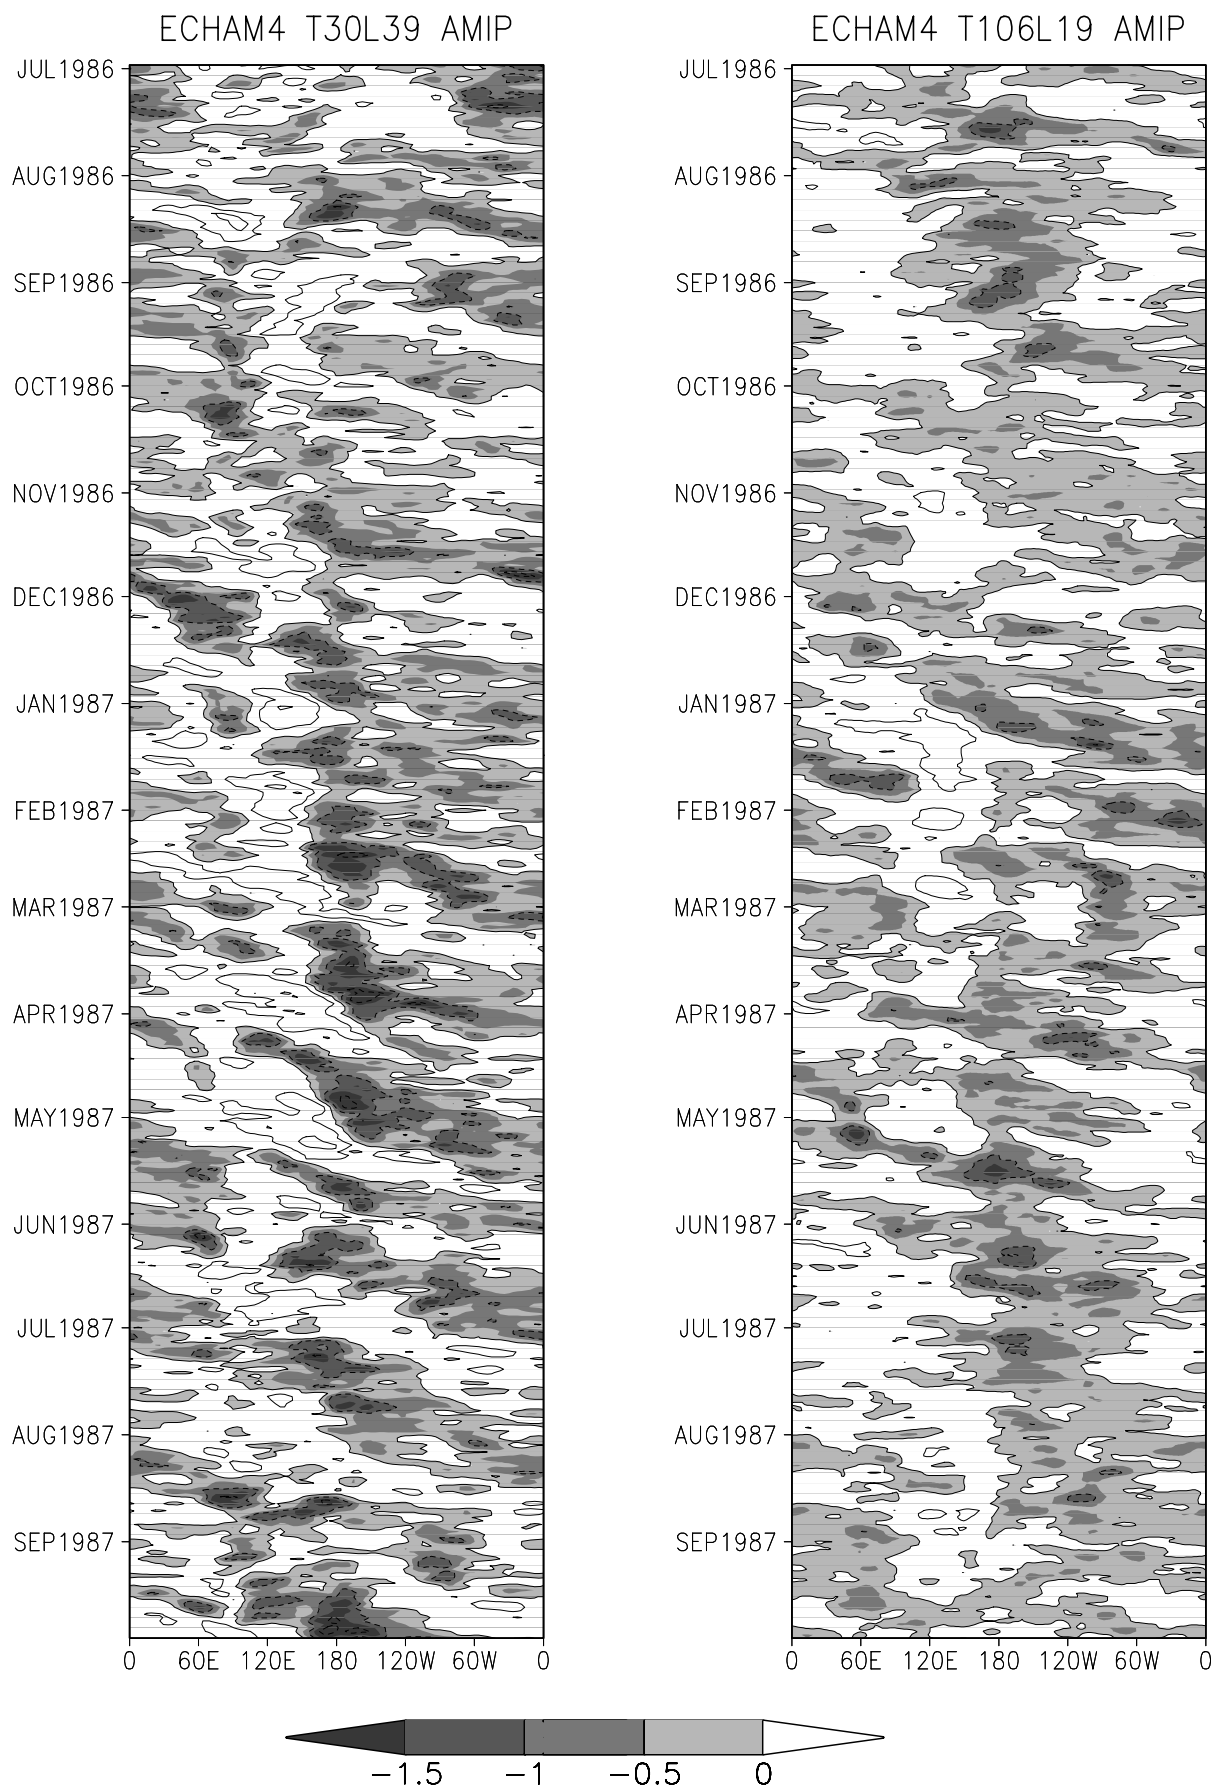 ECHAM4 T30L39 AMIP
JUL1986
AUG1986
SEP1986
OCT1986
NOV1986
DEC1986
JAN1987
FEB1987
MAR1987
APR1987
MAY1987
JUN1987
JUL1987
AUG1987
SEP1987
0 60E 120E 180 120W 60W 0
ECHAM4 T106L19 AMIP
JUL1986
AUG1986
SEP1986
OCT1986
NOV1986
DEC1986
JAN1987
FEB1987
MAR1987
APR1987
MAY1987
JUN1987
JUL1987
AUG1987
SEP1987
0 60E 120E 180 120W 60W 0
−1.5 −1 −0.5 0